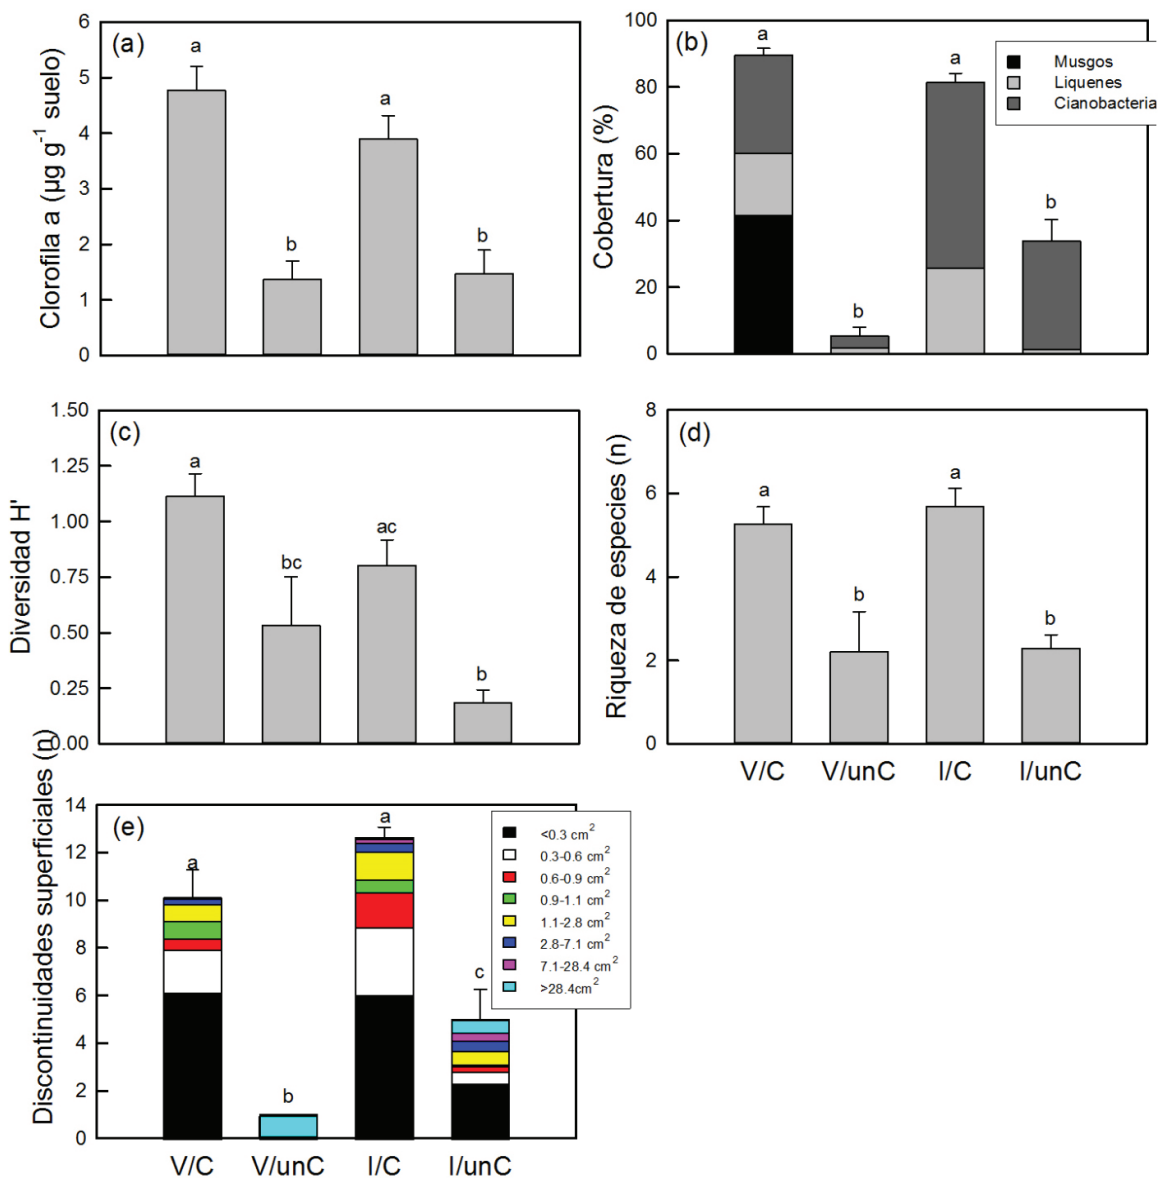 (a)
Clorofila a (µg g⁻¹ suelo)
6
5
4
3
2
1
0
a
b
a
b
(b)
Cobertura (%)
100
80
60
40
20
0
a
b
a
b
Musgos
Liquenes
Cianobacteria
(c)
Diversidad H'
1.50
1.25
1.00
0.75
0.50
0.25
0.00
a
bc
ac
b
(d)
Riqueza de especies (n)
8
6
4
2
0
a
b
a
b
V/C V/unC I/C I/unC
(e)
Discontinuidades superficiales (n)
14
12
10
8
6
4
2
0
a
b
a
c
<0.3 cm²
0.3-0.6 cm²
0.6-0.9 cm²
0.9-1.1 cm²
1.1-2.8 cm²
2.8-7.1 cm²
7.1-28.4 cm²
>28.4cm²
V/C V/unC I/C I/unC